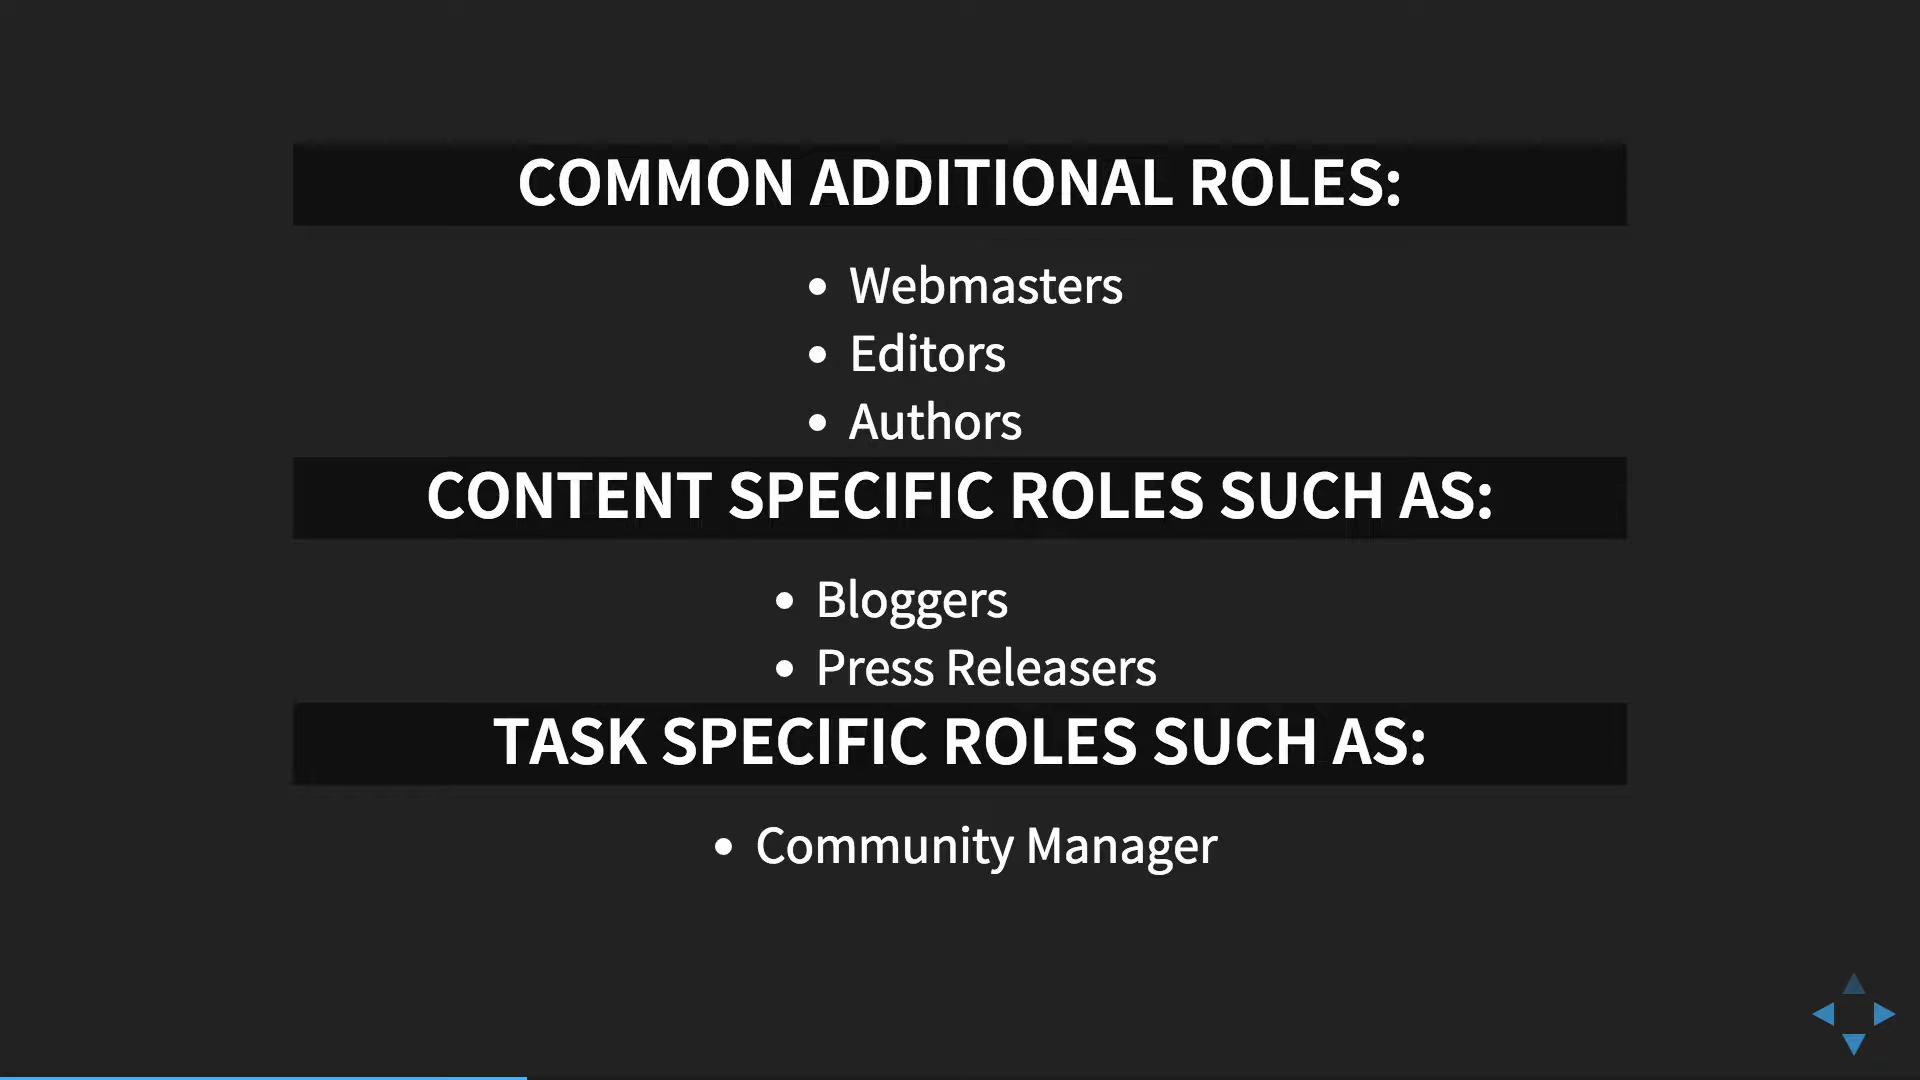 COMMON ADDITIONAL ROLES:
• Webmasters
• Editors
• Authors
CONTENT SPECIFIC ROLES SUCH AS:
• Bloggers
• Press Releasers
TASK SPECIFIC ROLES SUCH AS:
• Community Manager